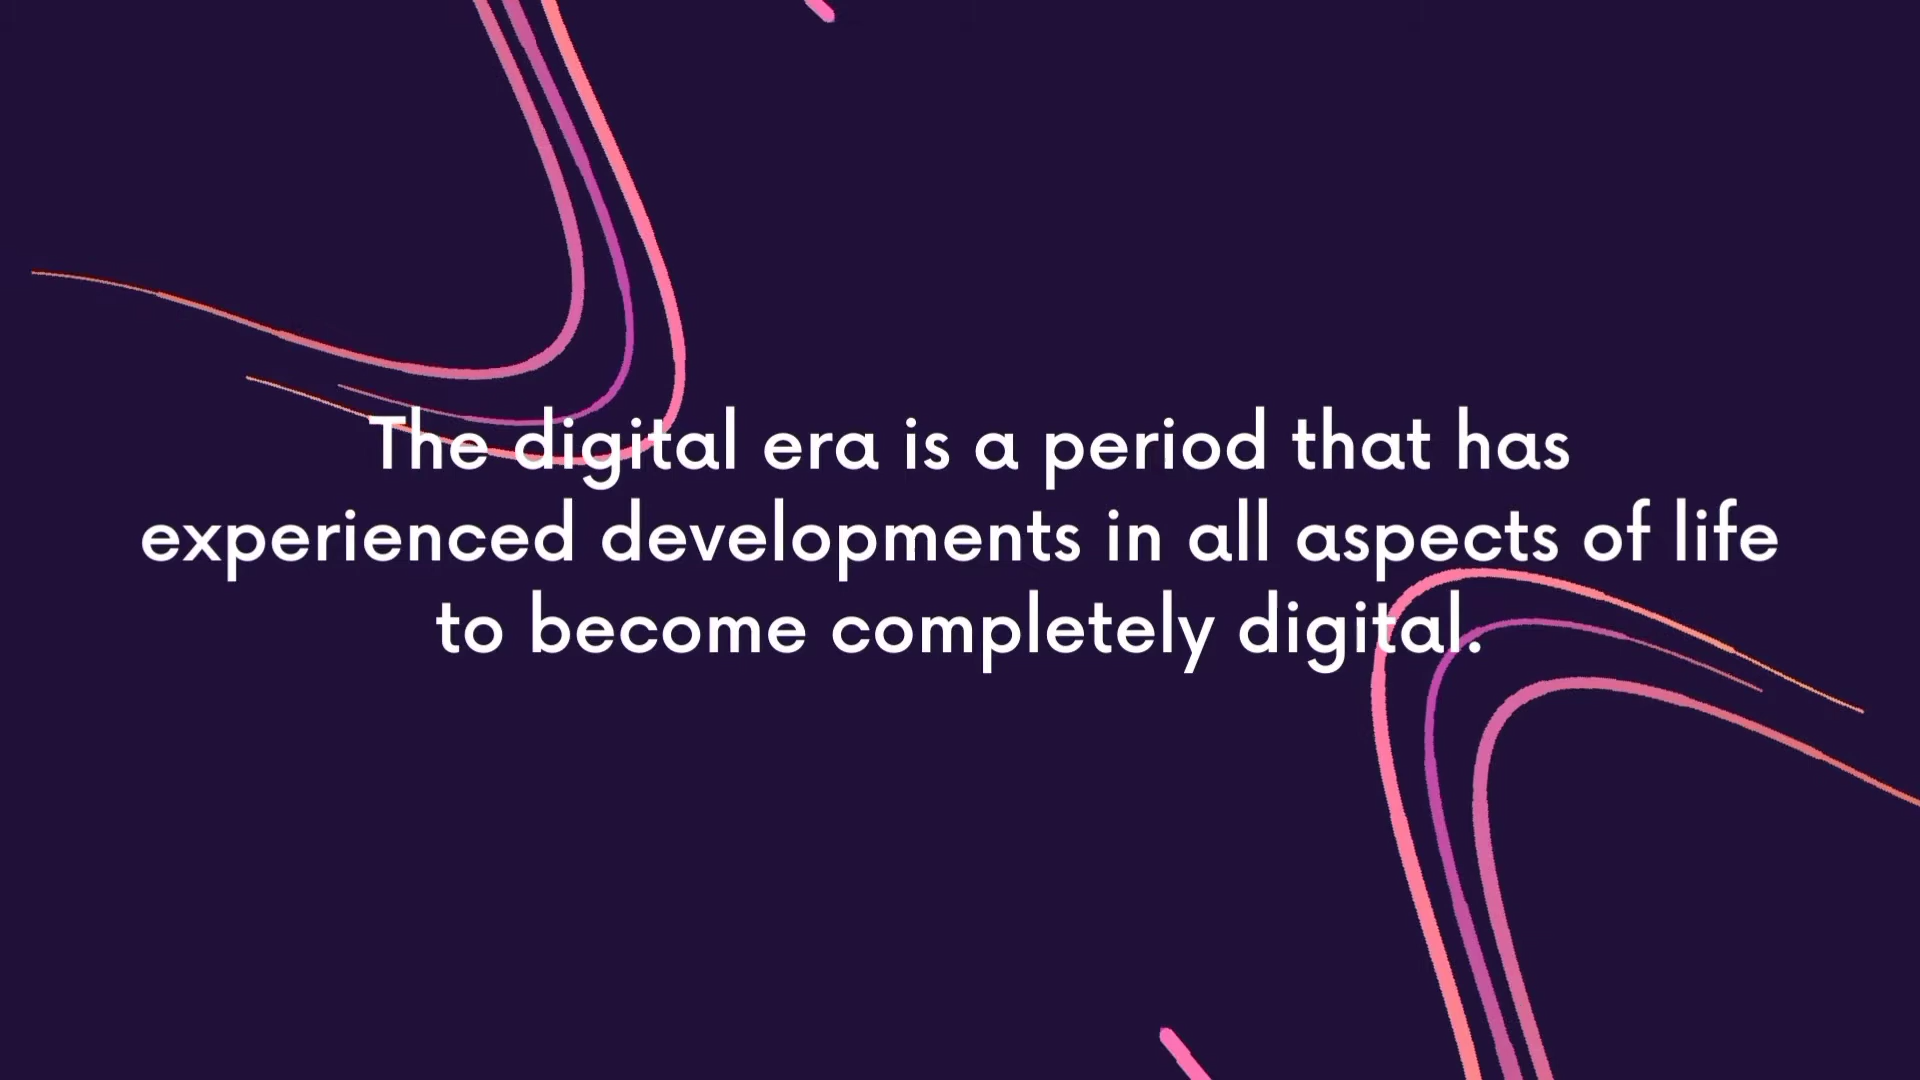 The digital era is a period that has
experienced developments in all aspects of life
to become completely digital.